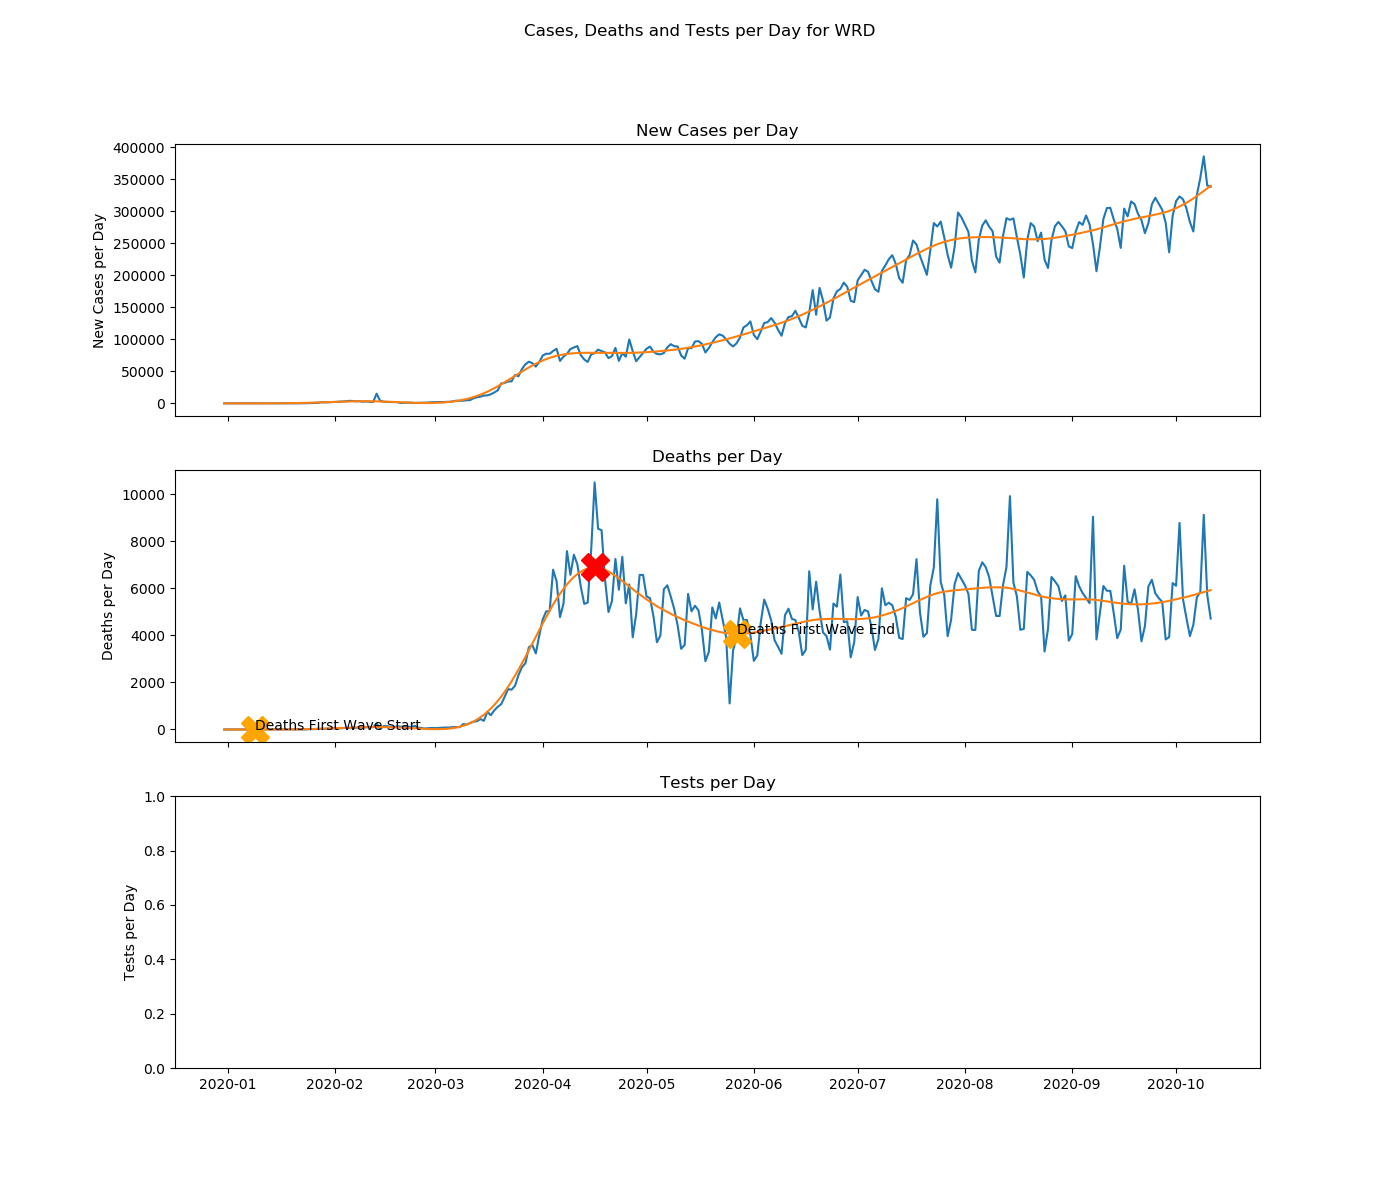 Cases, Deaths and Tests per Day for WRD
New Cases per Day
New Cases per Day
400000
350000
300000
250000
200000
150000
100000
50000
0
Deaths per Day
Deaths per Day
10000
8000
6000
4000
2000
0
Deaths First Wave End
Deaths First Wave Start
Tests per Day
Tests per Day
1.0
0.8
0.6
0.4
0.2
0.0
2020-01 2020-02 2020-03 2020-04 2020-05 2020-06 2020-07 2020-08 2020-09 2020-10